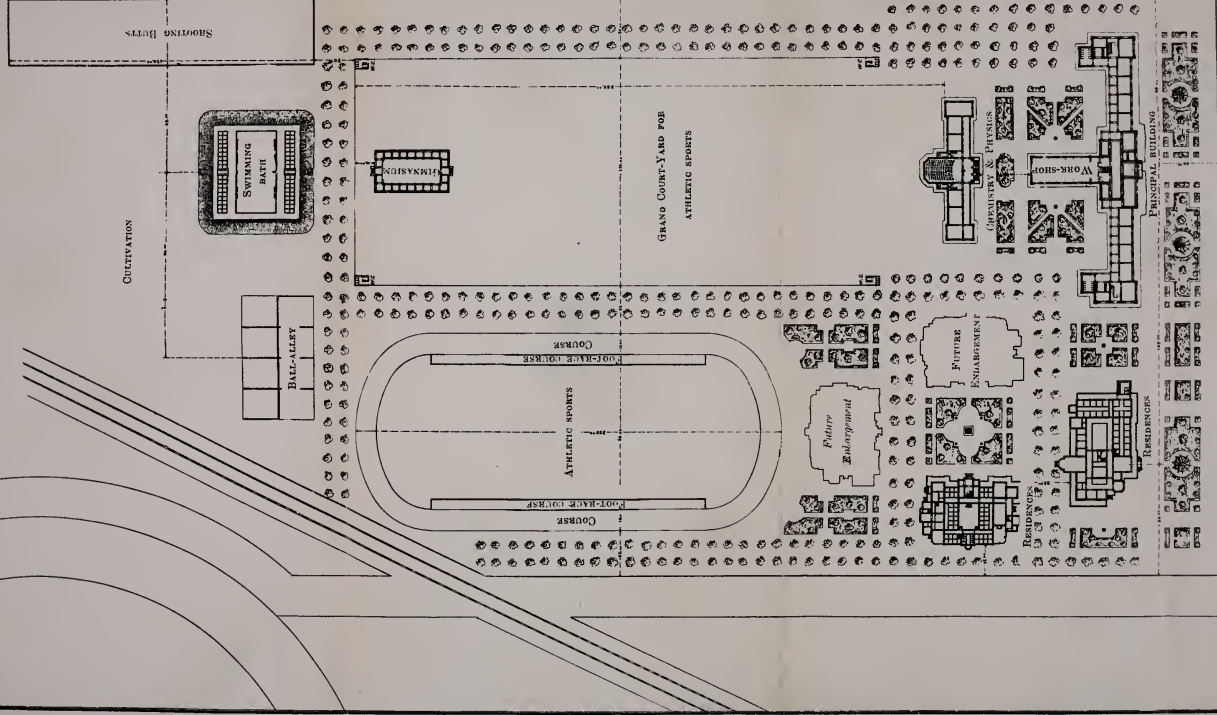 SHOOTING BUTTS
CULTIVATION
SWIMMING
BATH
GIMNASIUM
GRAND COURT-YARD FOR
ATHLETIC SPORTS
CHEMISTRY & PHYSICS
WORK-SHOP
PRINCIPAL BUILDING
BALL-ALLEY
COURSE
FOOT-RACE COURSE
ATHLETIC SPORTS
FOOT-RACE COURSE
COURSE
Future
Enlargement
FUTURE
ENLARGEMENT
RESIDENCES
RESIDENCES